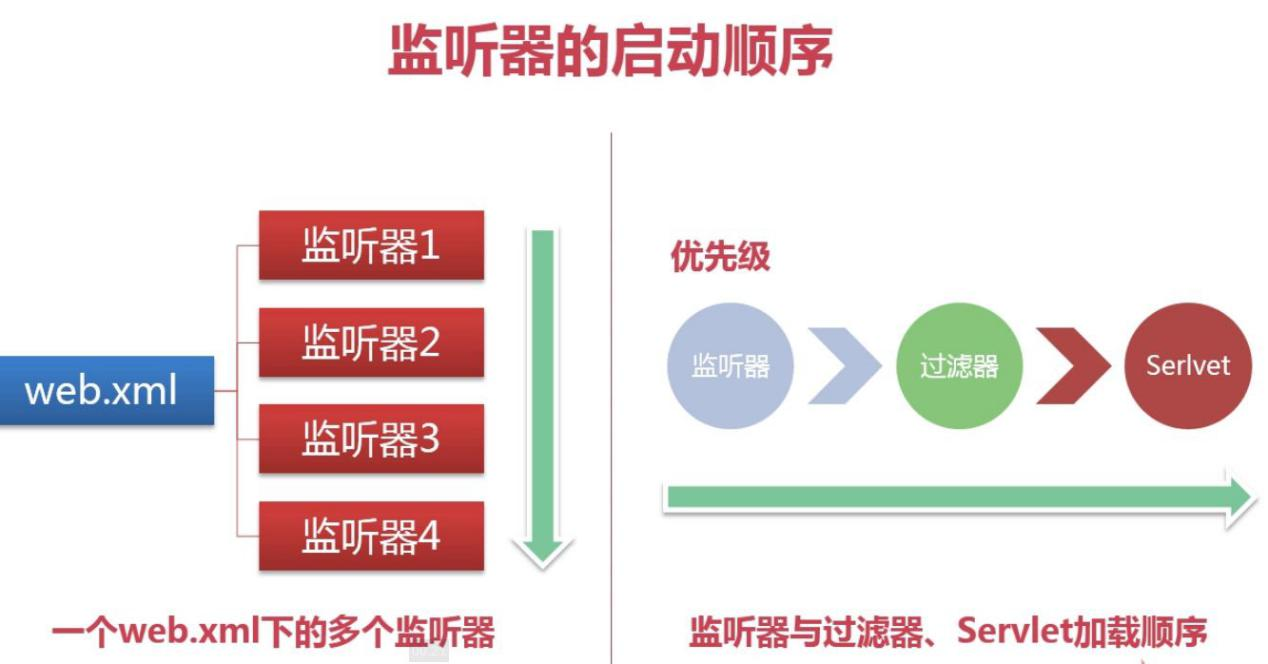 监听器的启动顺序
web.xml
监听器1
监听器2
监听器3
监听器4
一个web.xml下的多个监听器
优先级
监听器
过滤器
Serlvet
监听器与过滤器、Servlet加载顺序